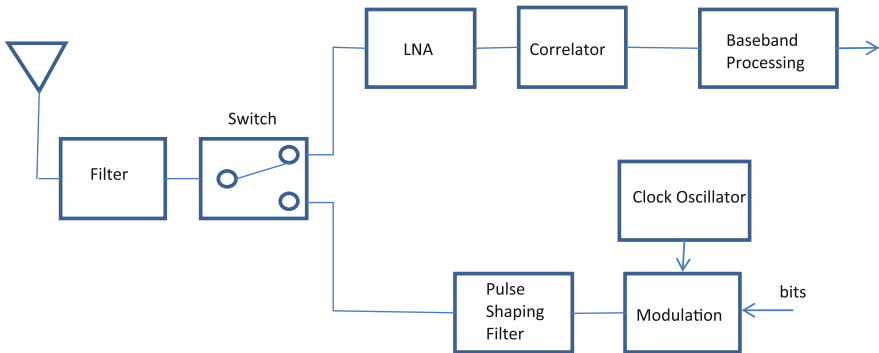 LNA
Correlator
Baseband
Processing
Switch
Filter
Clock Oscillator
Pulse
Shaping
Filter
Modulation
bits